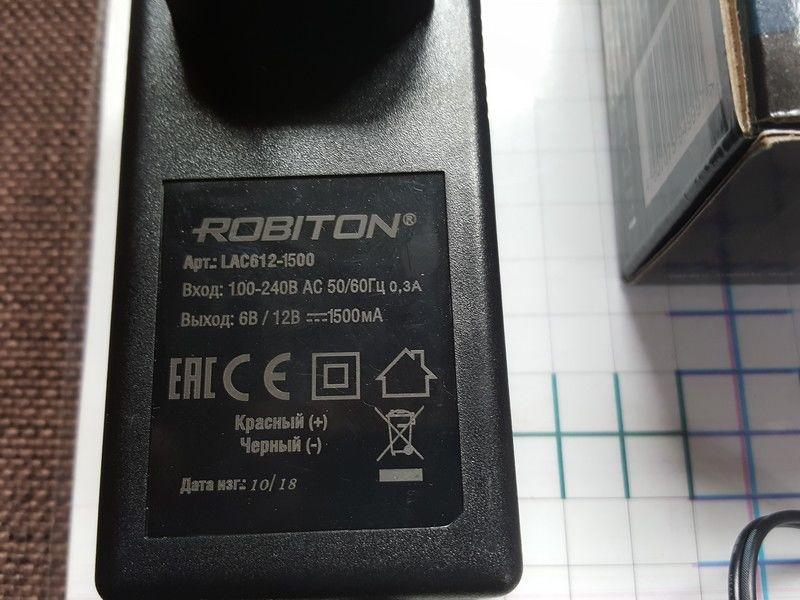 ROBITON®
Арт.: LAC612-1500
Вход: 100-240В AC 50/60Гц 0,3А
Выход: 6В / 12В ⎓1500мА
EAC CE
Красный (+)
Черный (-)
Дата изг.: 10/18